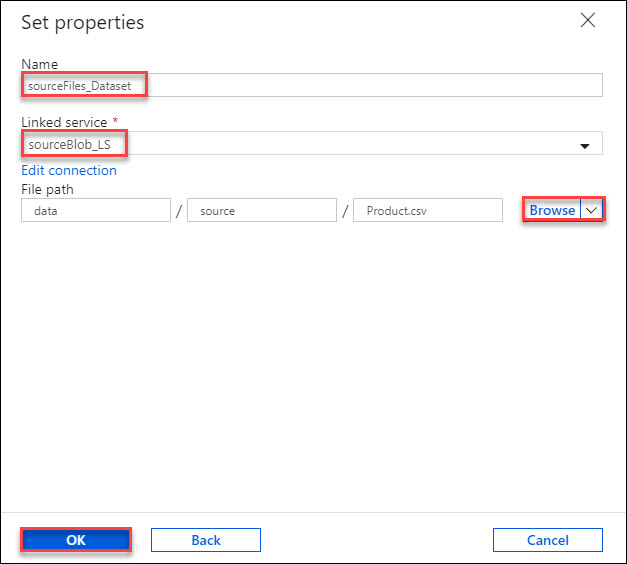 Set properties
Name
sourceFiles_Dataset
Linked service *
sourceBlob_LS
Edit connection
File path
data / source / Product.csv Browse
OK Back Cancel